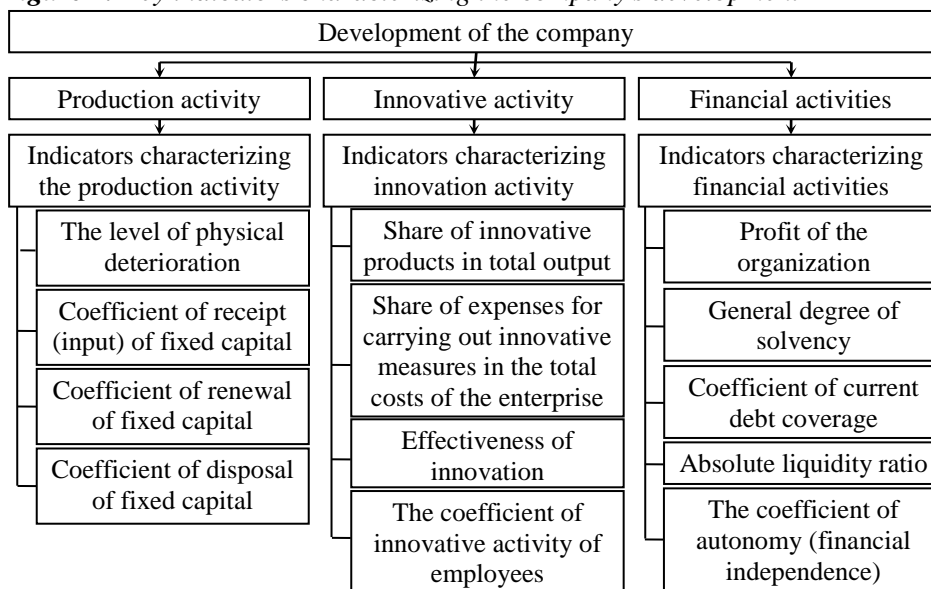 Development of the company
Production activity
Innovative activity
Financial activities
Indicators characterizing
the production activity
Indicators characterizing
innovation activity
Indicators characterizing
financial activities
The level of physical
deterioration
Coefficient of receipt
(input) of fixed capital
Coefficient of renewal
of fixed capital
Coefficient of disposal
of fixed capital
Share of innovative
products in total output
Share of expenses for
carrying out innovative
measures in the total
costs of the enterprise
Effectiveness of
innovation
The coefficient of
innovative activity of
employees
Profit of the
organization
General degree of
solvency
Coefficient of current
debt coverage
Absolute liquidity ratio
The coefficient of
autonomy (financial
independence)